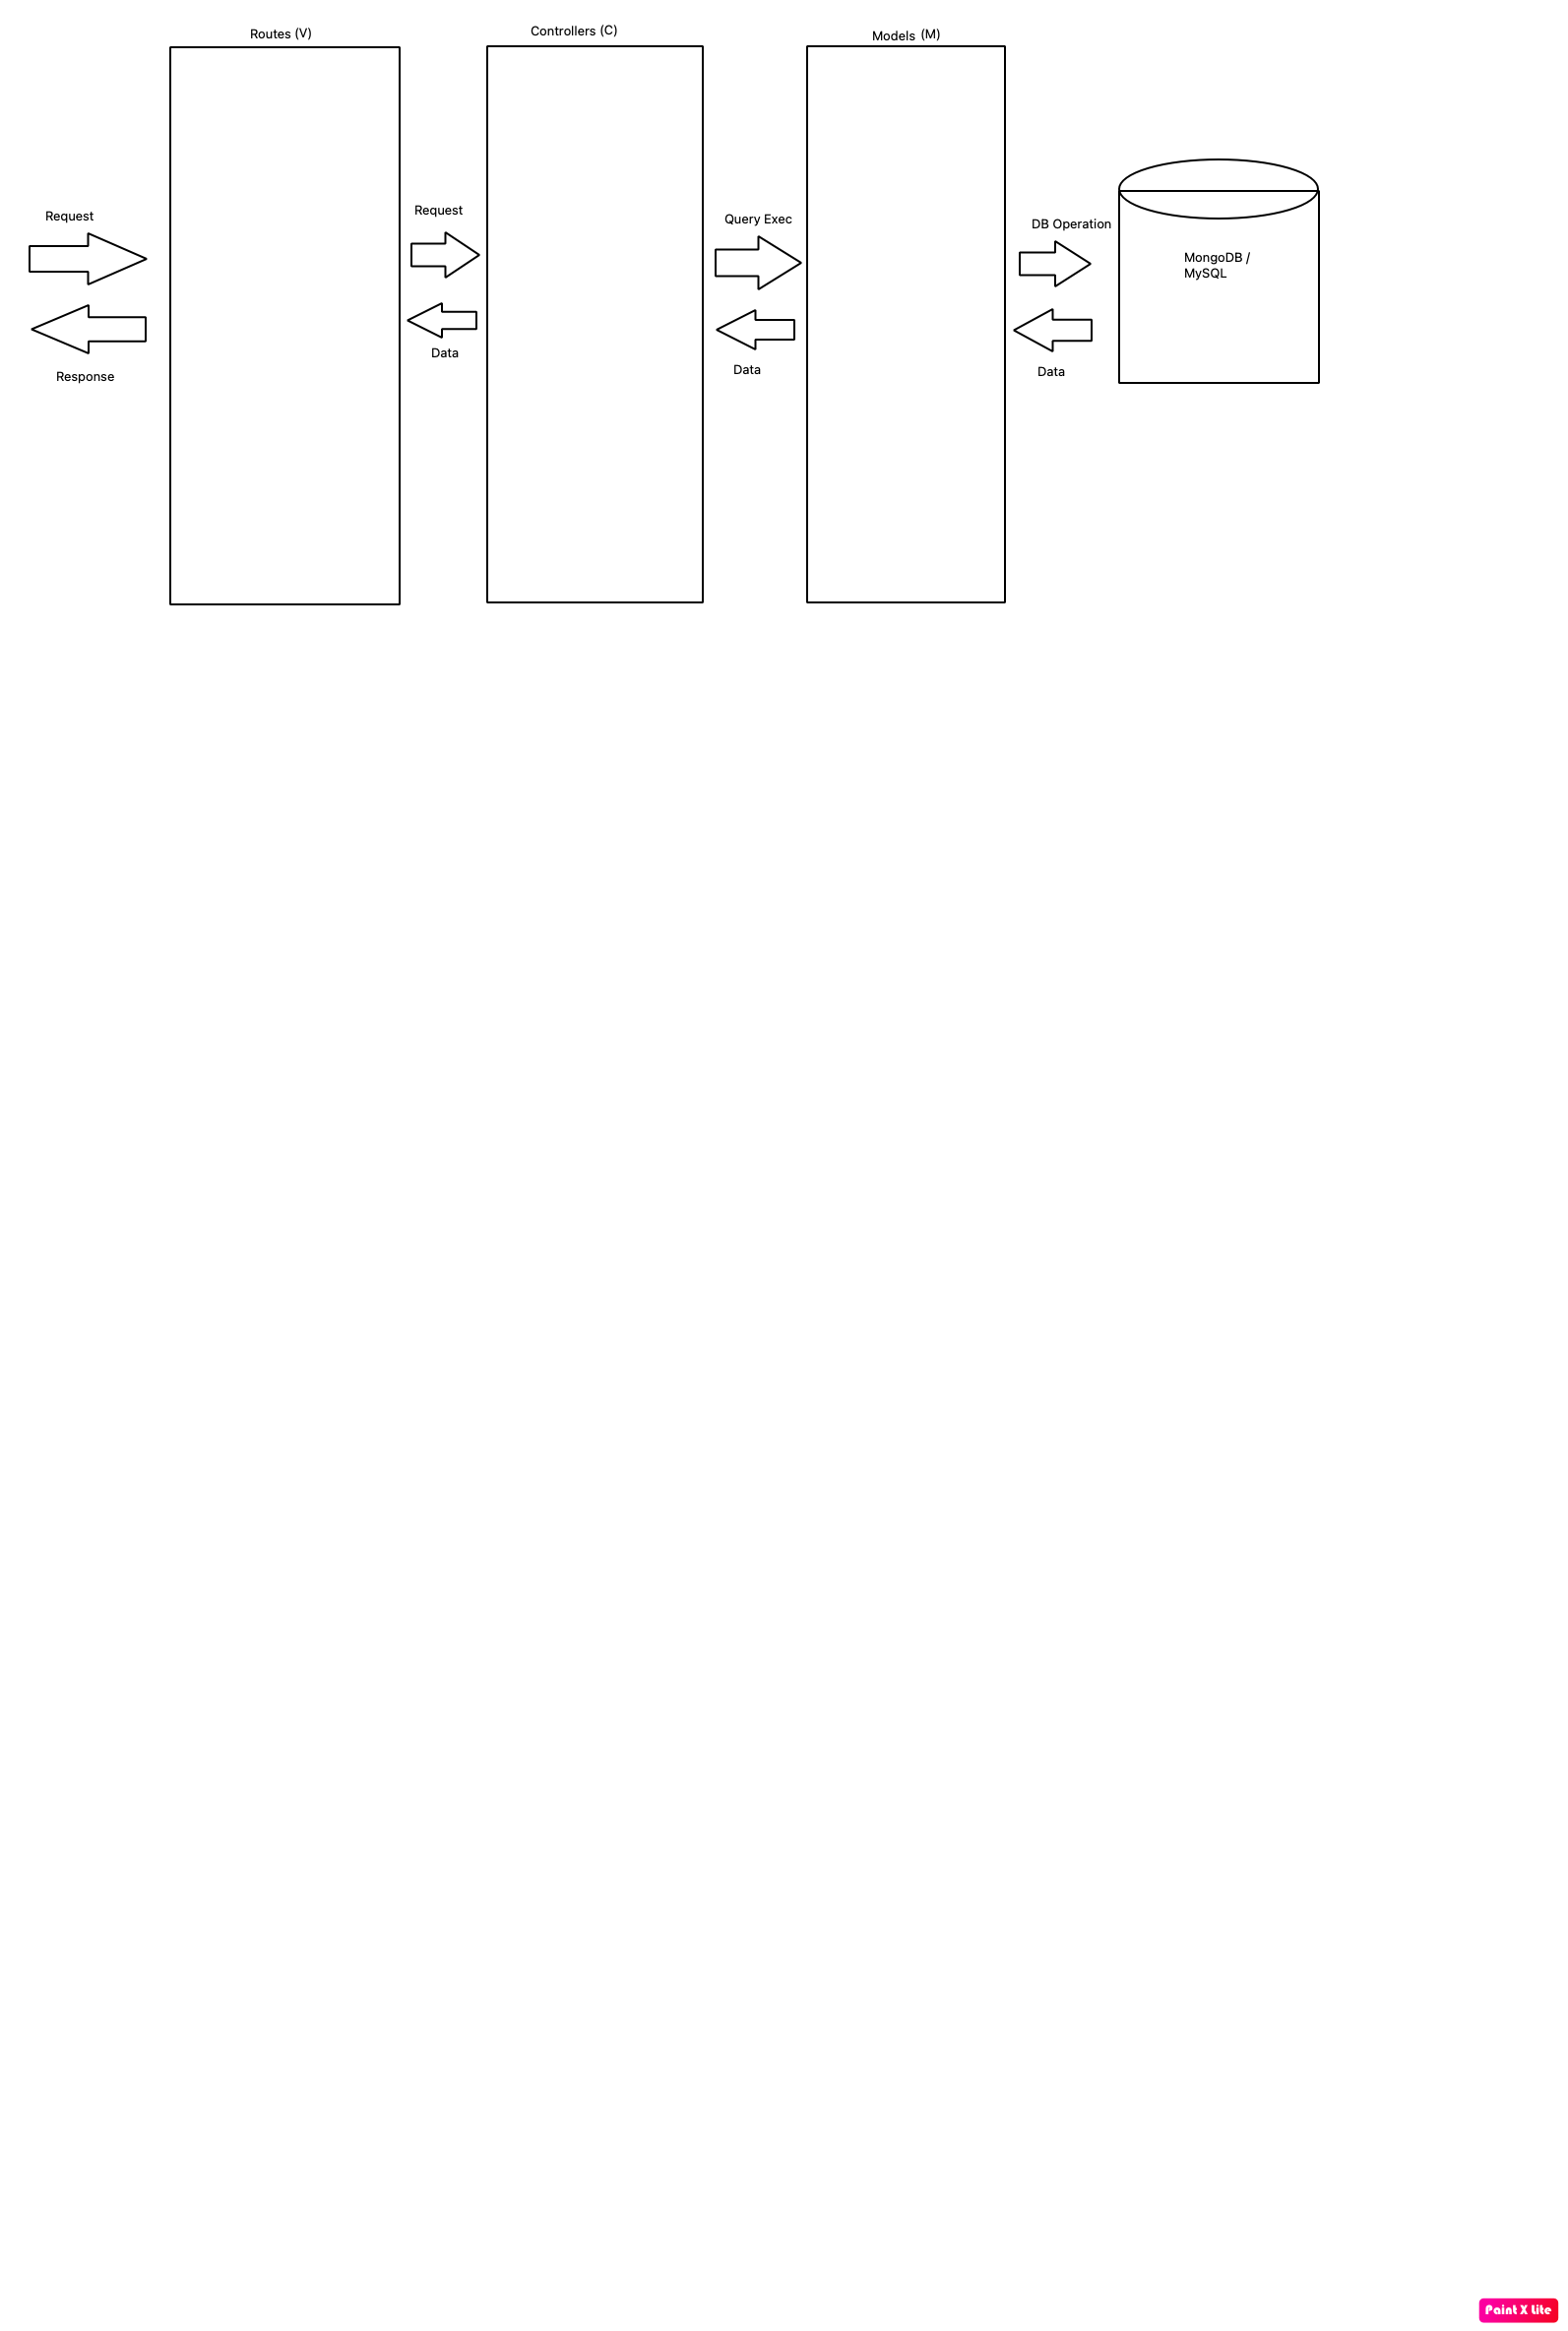 Routes (V)
Controllers (C)
Models (M)
Request
Response
Request
Data
Query Exec
Data
DB Operation
Data
MongoDB /
MySQL
Paint X Lite